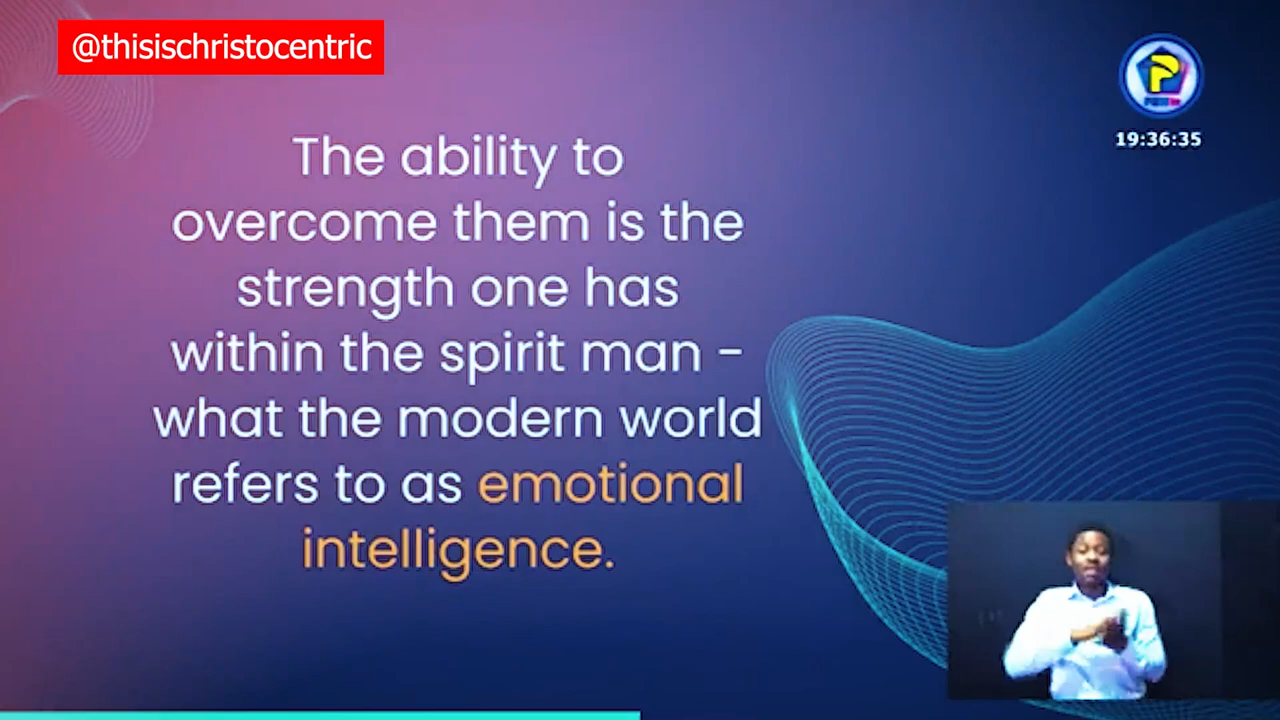 @thisischristocentric
P
19:36:35
The ability to
overcome them is the
strength one has
within the spirit man -
what the modern world
refers to as emotional
intelligence.